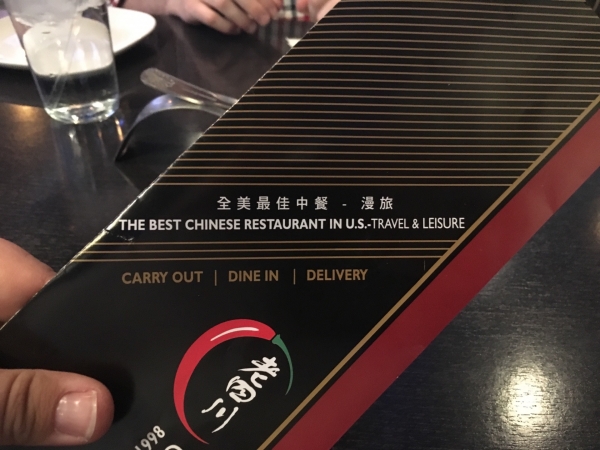 全美最佳中餐 - 漫旅
THE BEST CHINESE RESTAURANT IN U.S.-TRAVEL & LEISURE
CARRY OUT | DINE IN | DELIVERY
老四川
1998